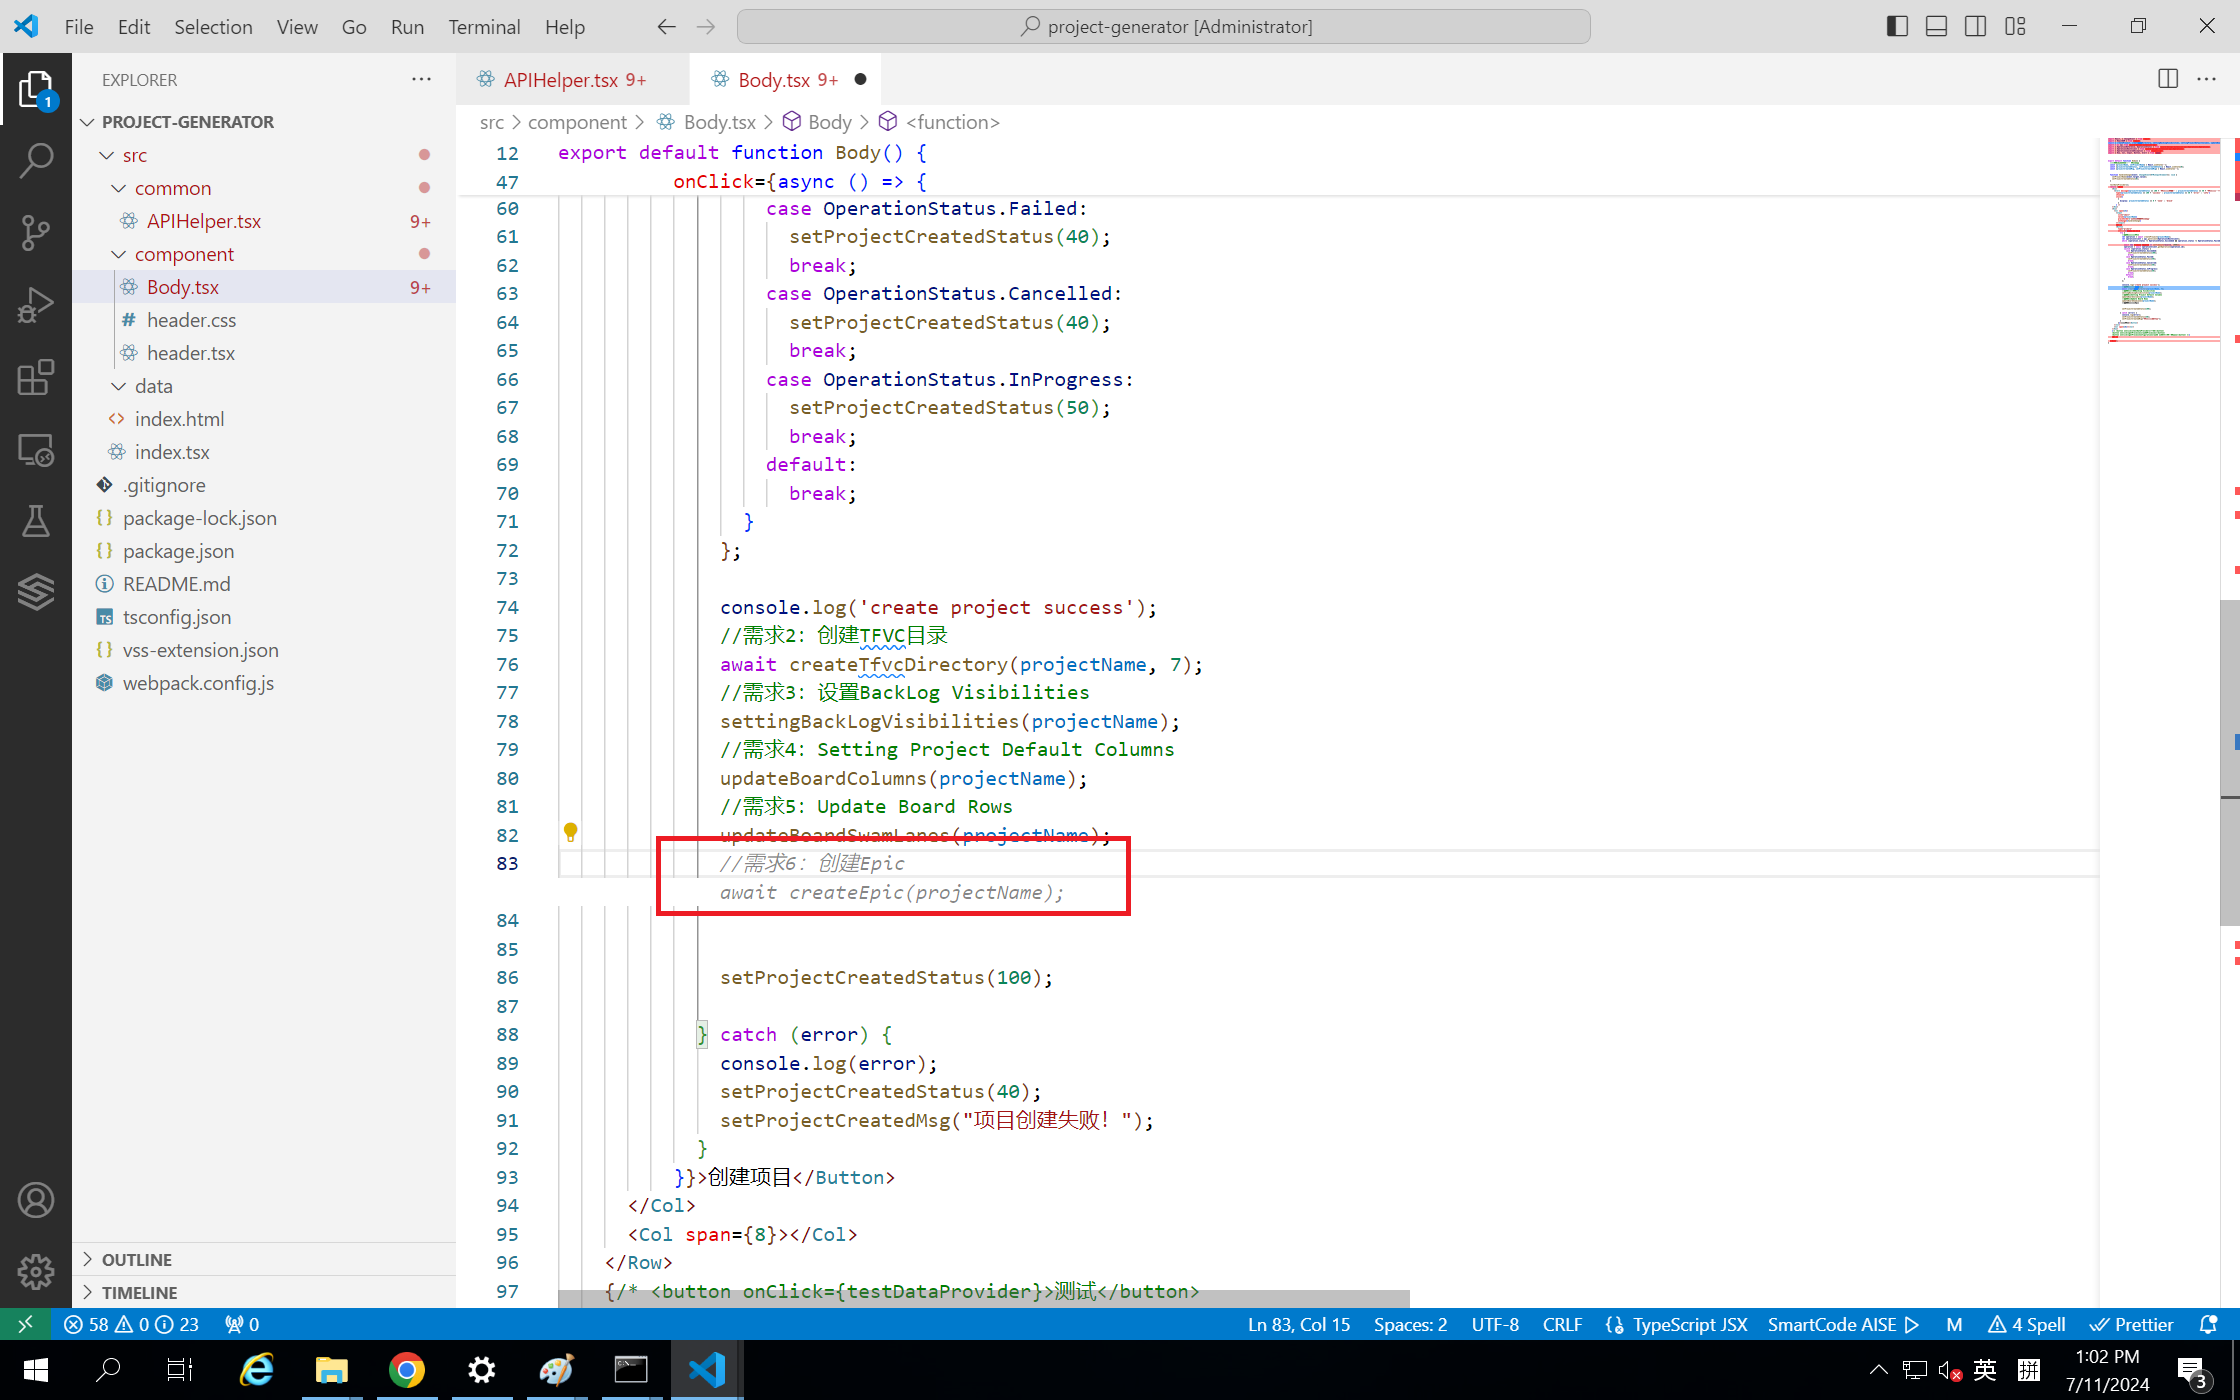 File Edit Selection View Go Run Terminal Help
project-generator [Administrator]
EXPLORER
PROJECT-GENERATOR
src
common
APIHelper.tsx 9+
component
Body.tsx 9+
header.css
header.tsx
data
index.html
index.tsx
.gitignore
package-lock.json
package.json
README.md
tsconfig.json
vss-extension.json
webpack.config.js
OUTLINE
TIMELINE
1
APIHelper.tsx 9+
Body.tsx 9+
src > component > Body.tsx > Body > <function>
12 export default function Body() {
47 onClick={async () => {
60 case OperationStatus.Failed:
61 setProjectCreatedStatus(40);
62 break;
63 case OperationStatus.Cancelled:
64 setProjectCreatedStatus(40);
65 break;
66 case OperationStatus.InProgress:
67 setProjectCreatedStatus(50);
68 break;
69 default:
70 break;
71 }
72 };
73
74 console.log('create project success');
75 //需求2: 创建TFVC目录
76 await createTfvcDirectory(projectName, 7);
77 //需求3: 设置BackLog Visibilities
78 settingBackLogVisibilities(projectName);
79 //需求4: Setting Project Default Columns
80 updateBoardColumns(projectName);
81 //需求5: Update Board Rows
82 updateBoardSwamLanes(projectName);
83 //需求6: 创建Epic
await createEpic(projectName);
84
85
86 setProjectCreatedStatus(100);
87
88 } catch (error) {
89 console.log(error);
90 setProjectCreatedStatus(40);
91 setProjectCreatedMsg("项目创建失败! ");
92 }
93 }}>创建项目</Button>
94 </Col>
95 <Col span={8}></Col>
96 </Row>
97 {/* <button onClick={testDataProvider}>测试</button>
58 0 23 0
Ln 83, Col 15 Spaces: 2 UTF-8 CRLF TypeScript JSX SmartCode AISE M 4 Spell Prettier
英 拼 1:02 PM
7/11/2024
3